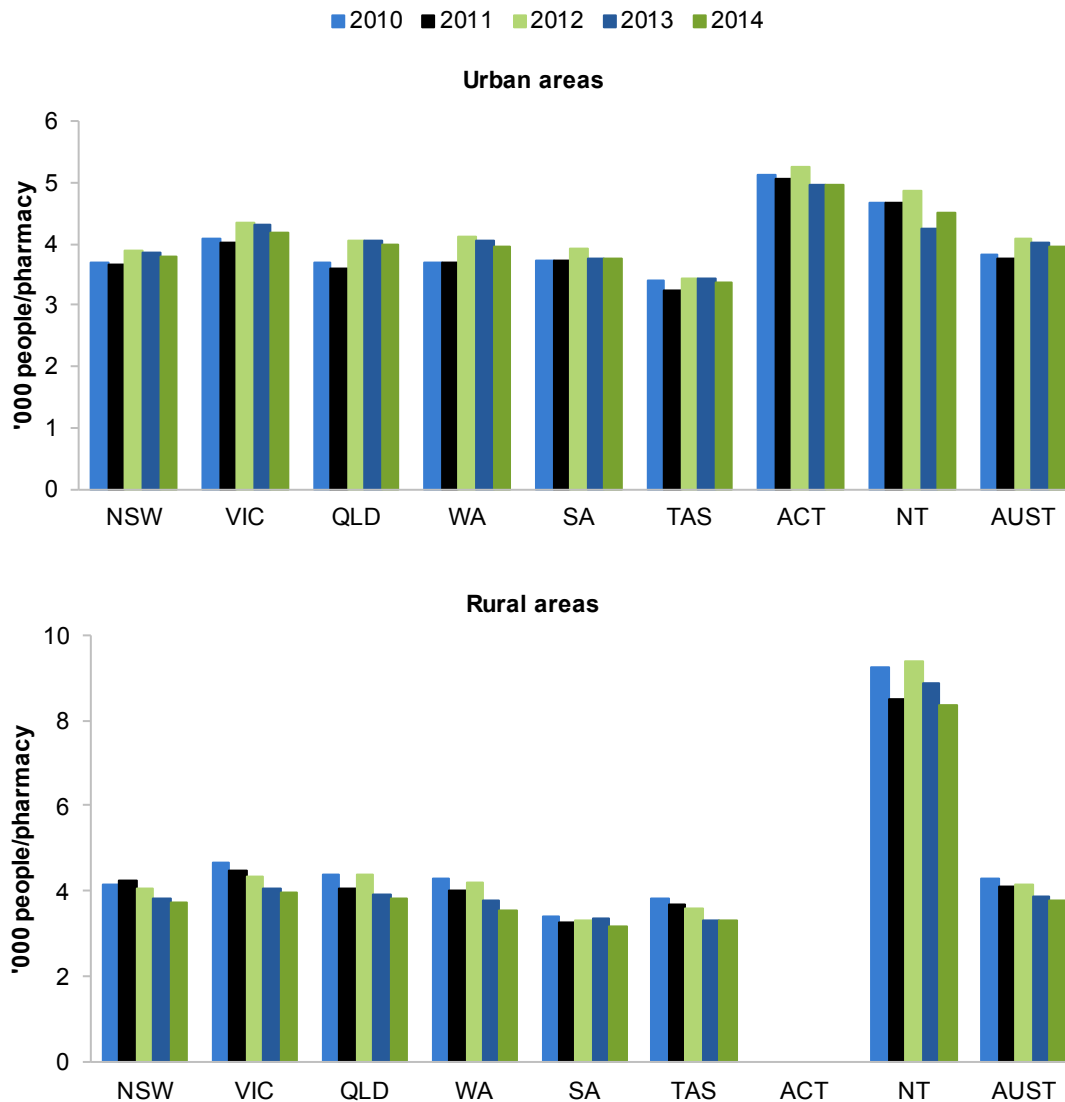 2010 2011 2012 2013 2014
Urban areas
'000 people/pharmacy
6
5
4
3
2
1
0
NSW VIC QLD WA SA TAS ACT NT AUST
Rural areas
'000 people/pharmacy
10
8
6
4
2
0
NSW VIC QLD WA SA TAS ACT NT AUST